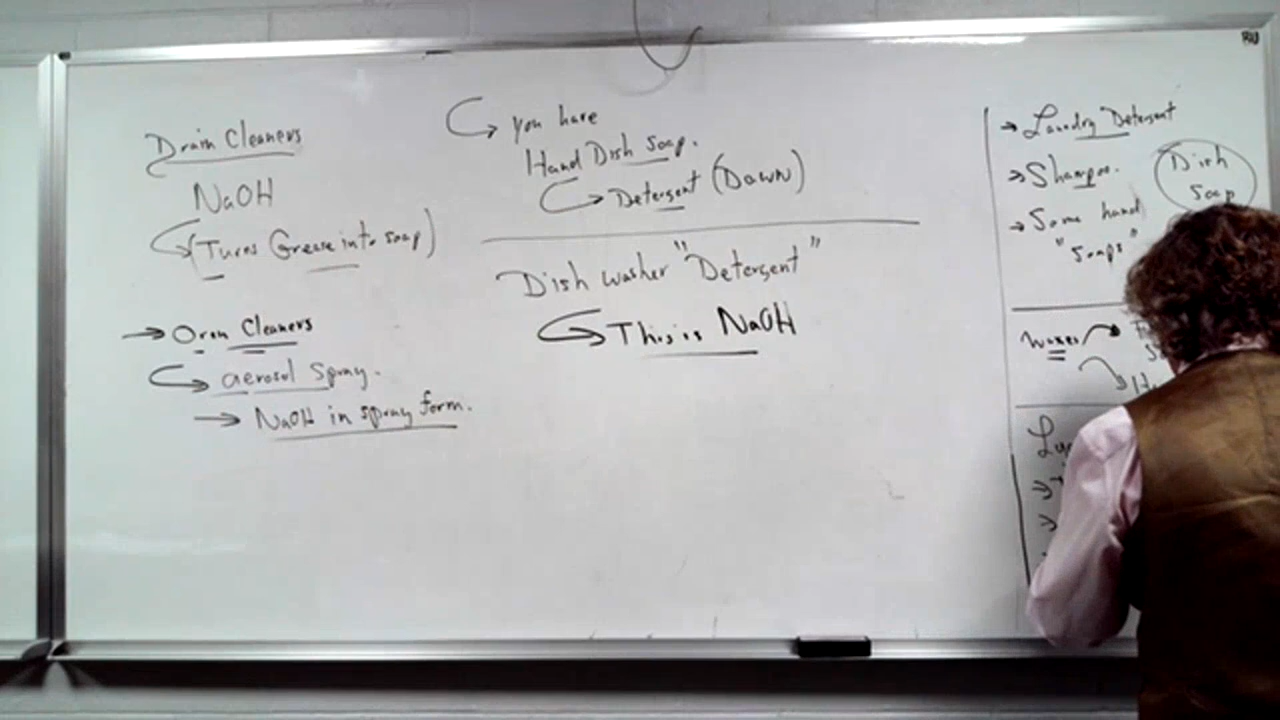 Drain Cleaners
NaOH
(Turns Grease into soap)
→ Oven Cleaners
aerosol spray.
→ NaOH in spray form.
you have
Hand Dish Soap.
Detergent (Dawn)
Dish washer "Detergent"
This is NaOH
→ Laundry Detergent
→ Shampoo.
→ Some hand
"soaps"
Dish
Soap
waxes